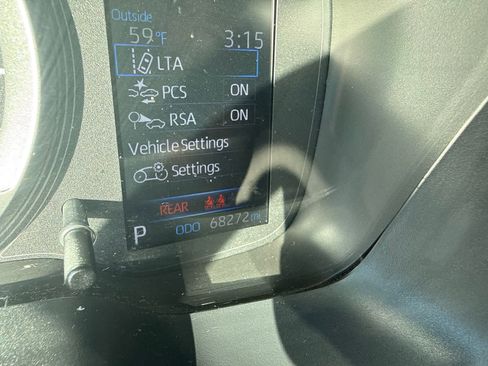 Outside
59°F 3:15
LTA
PCS ON
RSA ON
Vehicle Settings
Settings
REAR
P ODO 68272 mi